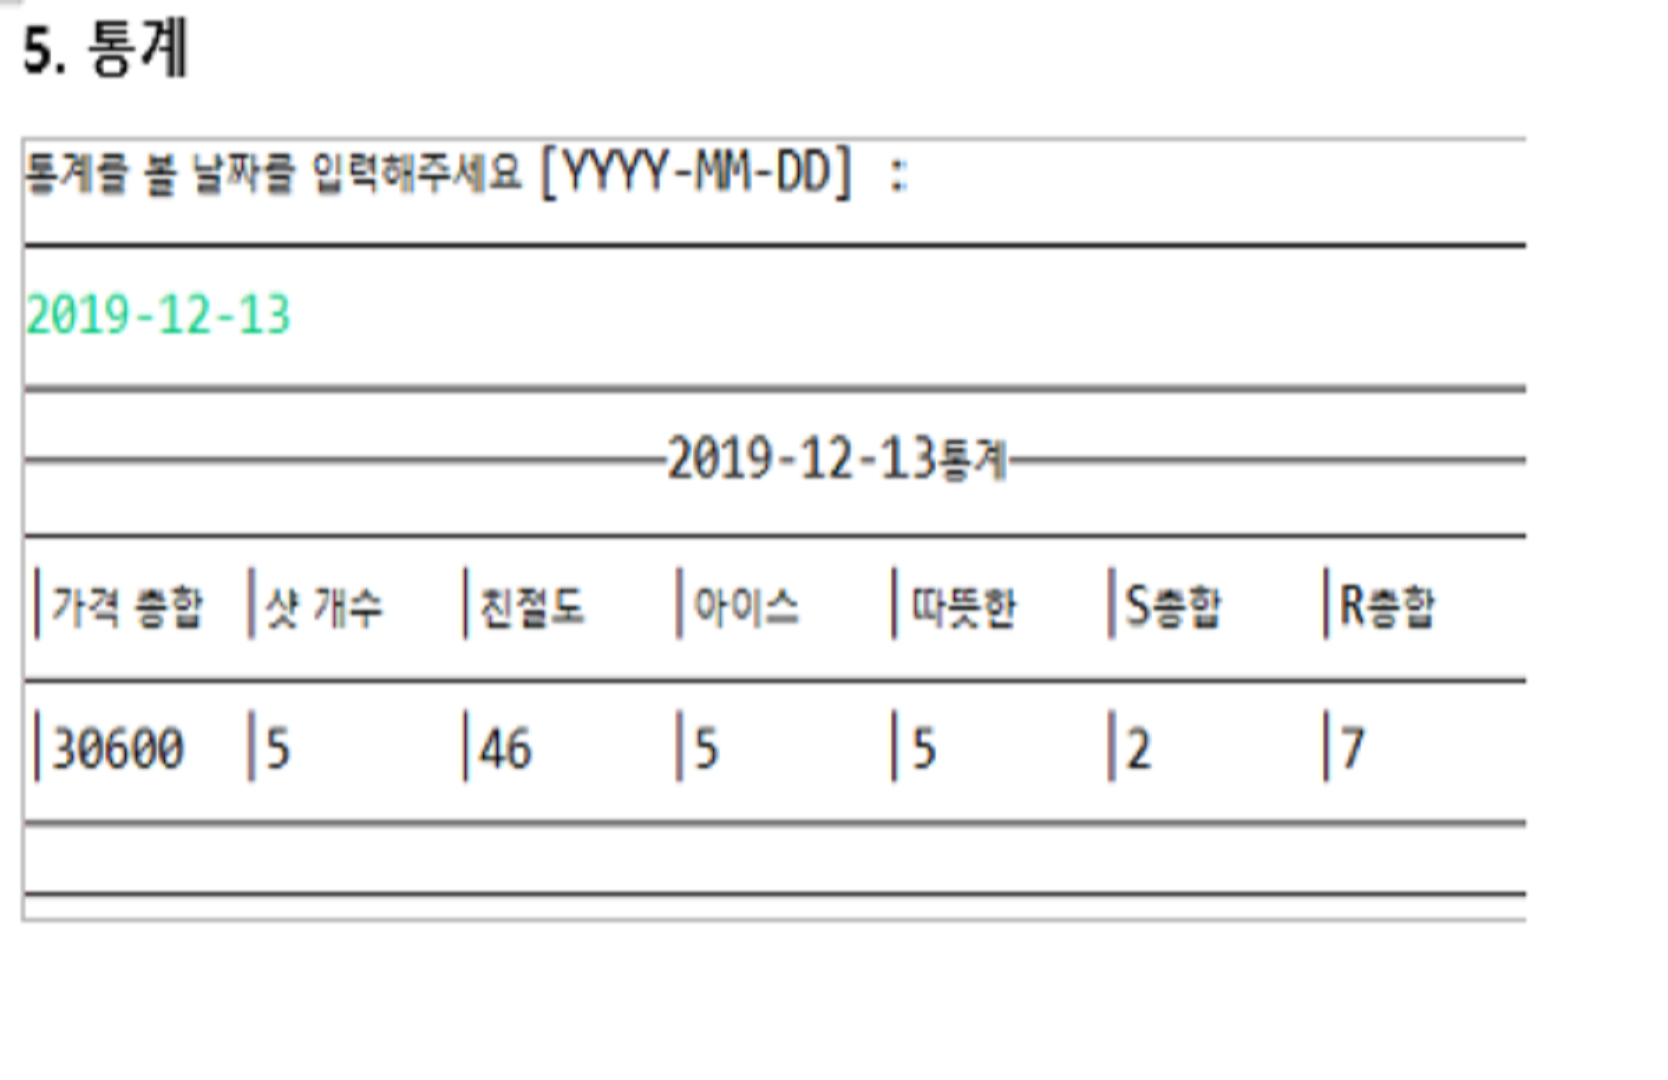 5. 통계
통계를 볼 날짜를 입력해주세요 [YYYY-MM-DD] :
2019-12-13
2019-12-13통계
|가격 총합 |샷 개수 |친절도 |아이스 |따뜻한 |S총합 |R총합
|30600 |5 |46 |5 |5 |2 |7